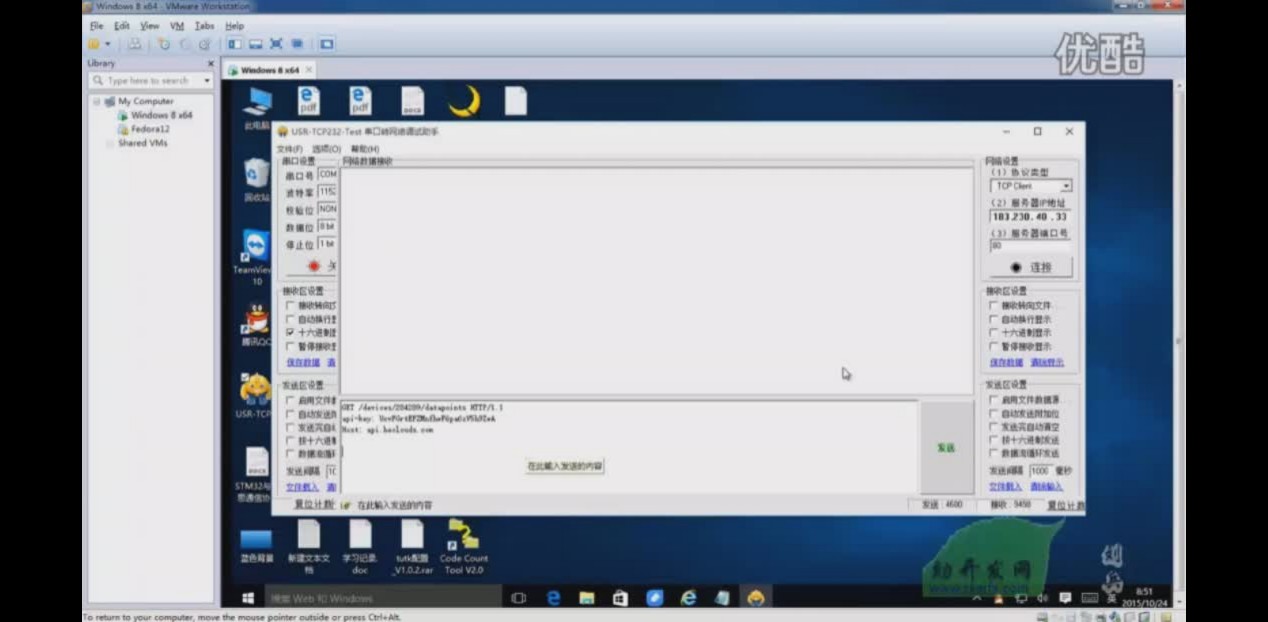 Windows 8 x64 - VMware Workstation
File Edit View VM Tabs Help
优酷
Library
Type here to search
My Computer
Windows 8 x64
Fedora12
Shared VMs
Windows 8 x64
此电脑
回收站
TeamView
10
腾讯QQ
USR-TCP
STM32与
蓝色背景
新建文本文
档
学习记录.
doc
tutk配置
_V1.0.2.rar
Code Count
Tool V2.0
USR-TCP232-Test 串口转网络调试助手
文件(F) 选项(O) 帮助(H)
串口设置
串口号 COM
波特率 1152
校验位 NON
数据位 8 bit
停止位 1 bit
关
接收区设置
接收转向文
自动换行显
十六进制显
暂停接收显
保存数据 清
发送区设置
启用文件数
自动发送附
发送完自动
按十六进制
数据流循环
发送间隔 10
文件载入 清
复位计数
网络数据接收
GET /devices/204209/datapoints HTTP/1.1
Host: api.heclouds.com
在此输入发送的内容
在此输入发送的内容
发送
发送 : 4600 接收 : 9458 复位计数
网络设置
(1) 协议类型
TCP Client
(2) 服务器IP地址
183.230. 40 . 33
(3) 服务器端口号
80
连接
接收区设置
接收转向文件...
自动换行显示
十六进制显示
暂停接收显示
保存数据 清除显示
发送区设置
启用文件数据源...
自动发送附加位
发送完自动清空
按十六进制发送
数据流循环发送
发送间隔 1000 毫秒
文件载入 清除输入
搜索 Web 和 Windows
英
8:51
2015/10/24
To return to your computer, move the mouse pointer outside or press Ctrl+Alt.